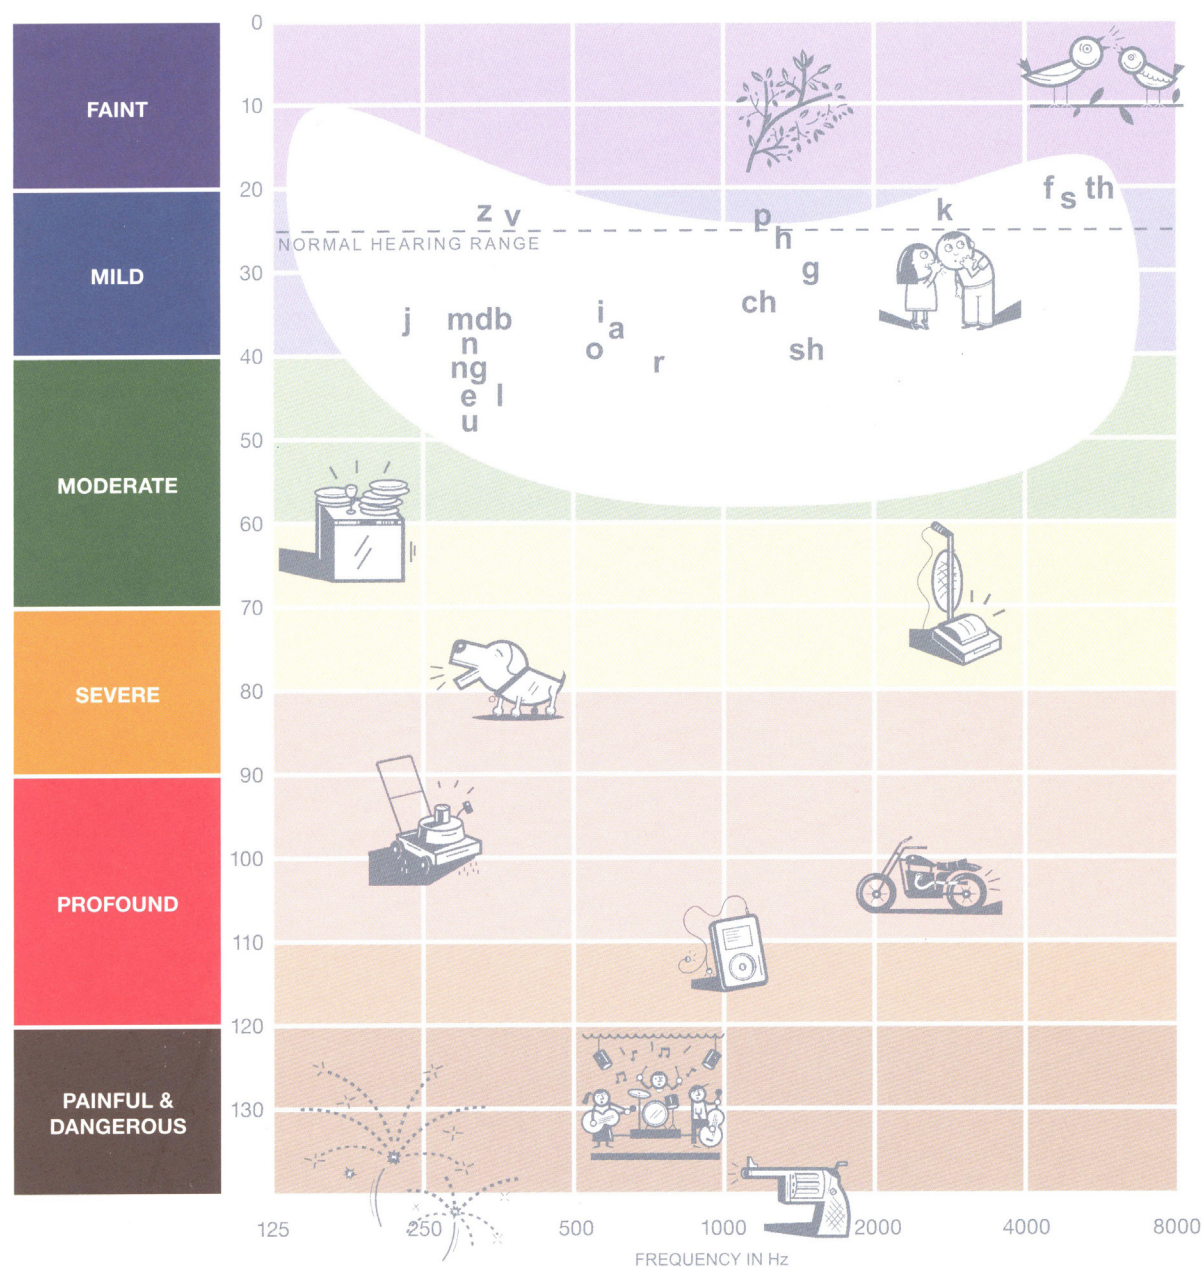 0
FAINT
10
20
f s th
z v p k
NORMAL HEARING RANGE h
MILD
30
g
ch
j mdb i
a
n o sh
40
ng r
e l
u
50
MODERATE
60
70
SEVERE
80
90
100
PROFOUND
110
120
PAINFUL &
DANGEROUS
130
125 250 500 1000 2000 4000 8000
FREQUENCY IN Hz